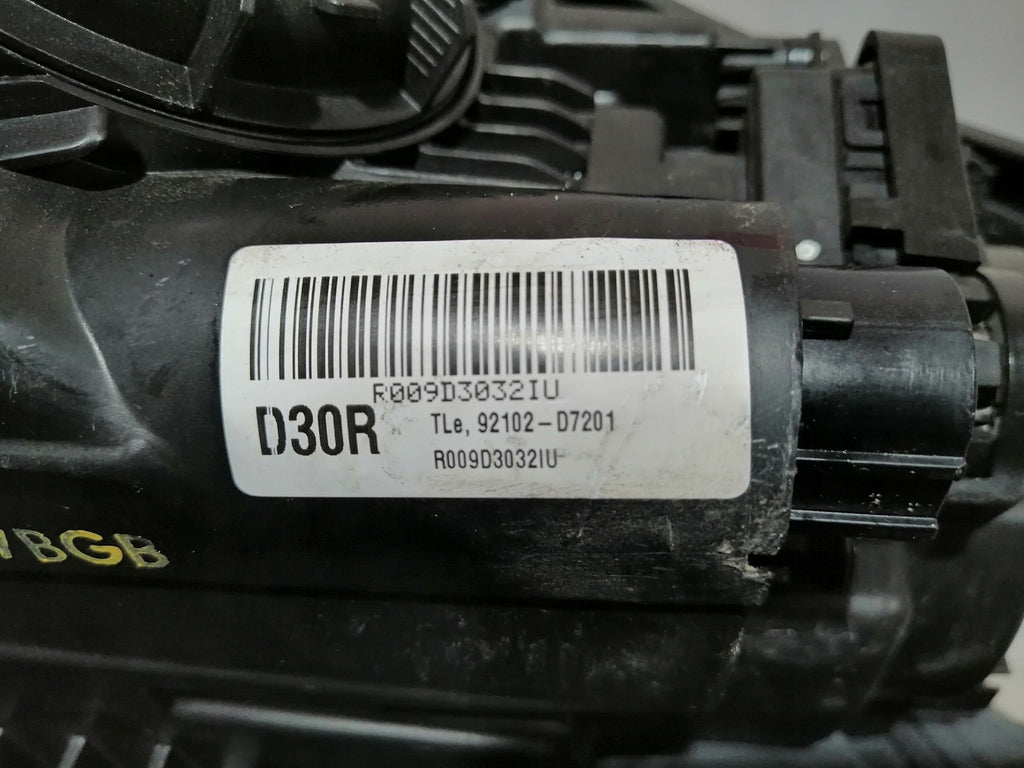 R009D3032IU
D30R
TLe, 92102-D7201
R009D3032IU
BGB